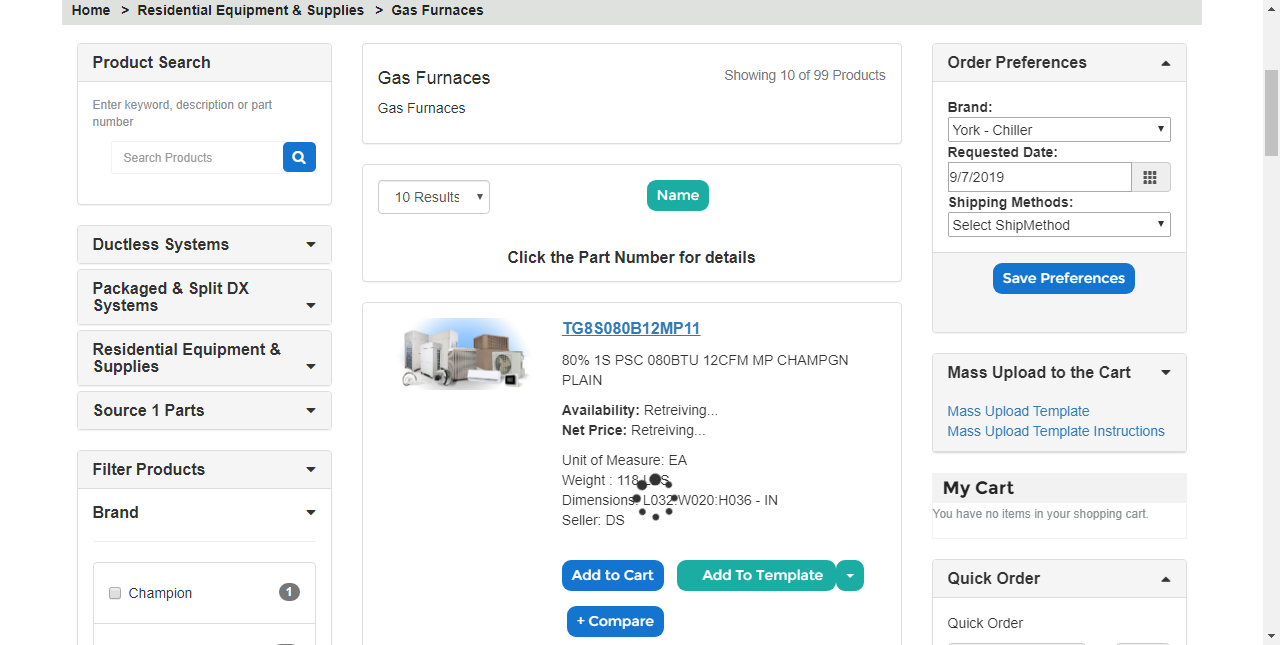 Home > Residential Equipment & Supplies > Gas Furnaces
Product Search
Enter keyword, description or part
number
Search Products
Ductless Systems
Packaged & Split DX
Systems
Residential Equipment &
Supplies
Source 1 Parts
Filter Products
Brand
Champion 1
Gas Furnaces
Showing 10 of 99 Products
Gas Furnaces
10 Results
Name
Click the Part Number for details
TG8S080B12MP11
80% 1S PSC 080BTU 12CFM MP CHAMPGN
PLAIN
Availability: Retreiving...
Net Price: Retreiving...
Unit of Measure: EA
Weight : 118 LBS
Dimensions: L032:W020:H036 - IN
Seller: DS
Add to Cart
Add To Template
+ Compare
Order Preferences
Brand:
York - Chiller
Requested Date:
9/7/2019
Shipping Methods:
Select ShipMethod
Save Preferences
Mass Upload to the Cart
Mass Upload Template
Mass Upload Template Instructions
My Cart
You have no items in your shopping cart.
Quick Order
Quick Order